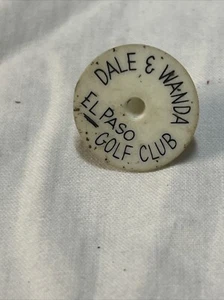 DALE & WANDA
EL PASO
GOLF CLUB